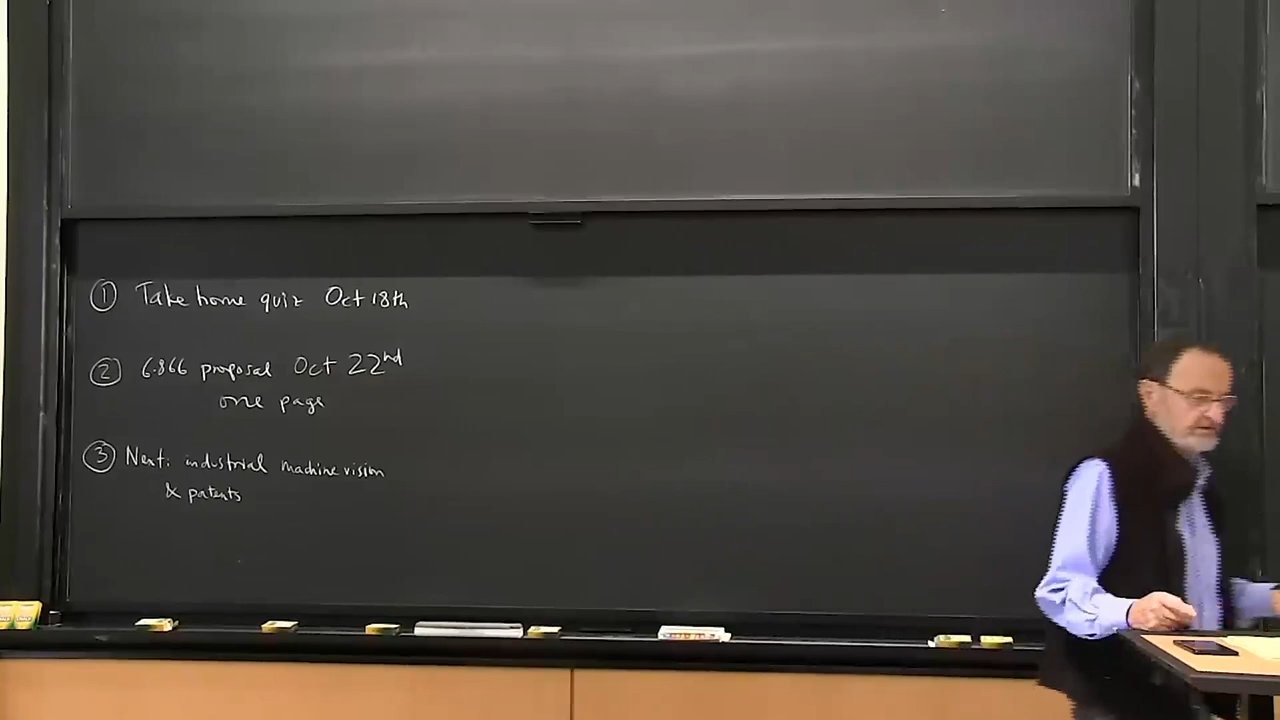 ① Take home quiz Oct 18th
② 6.866 proposal Oct 22nd
one page
③ Next: industrial machine vision
& patents